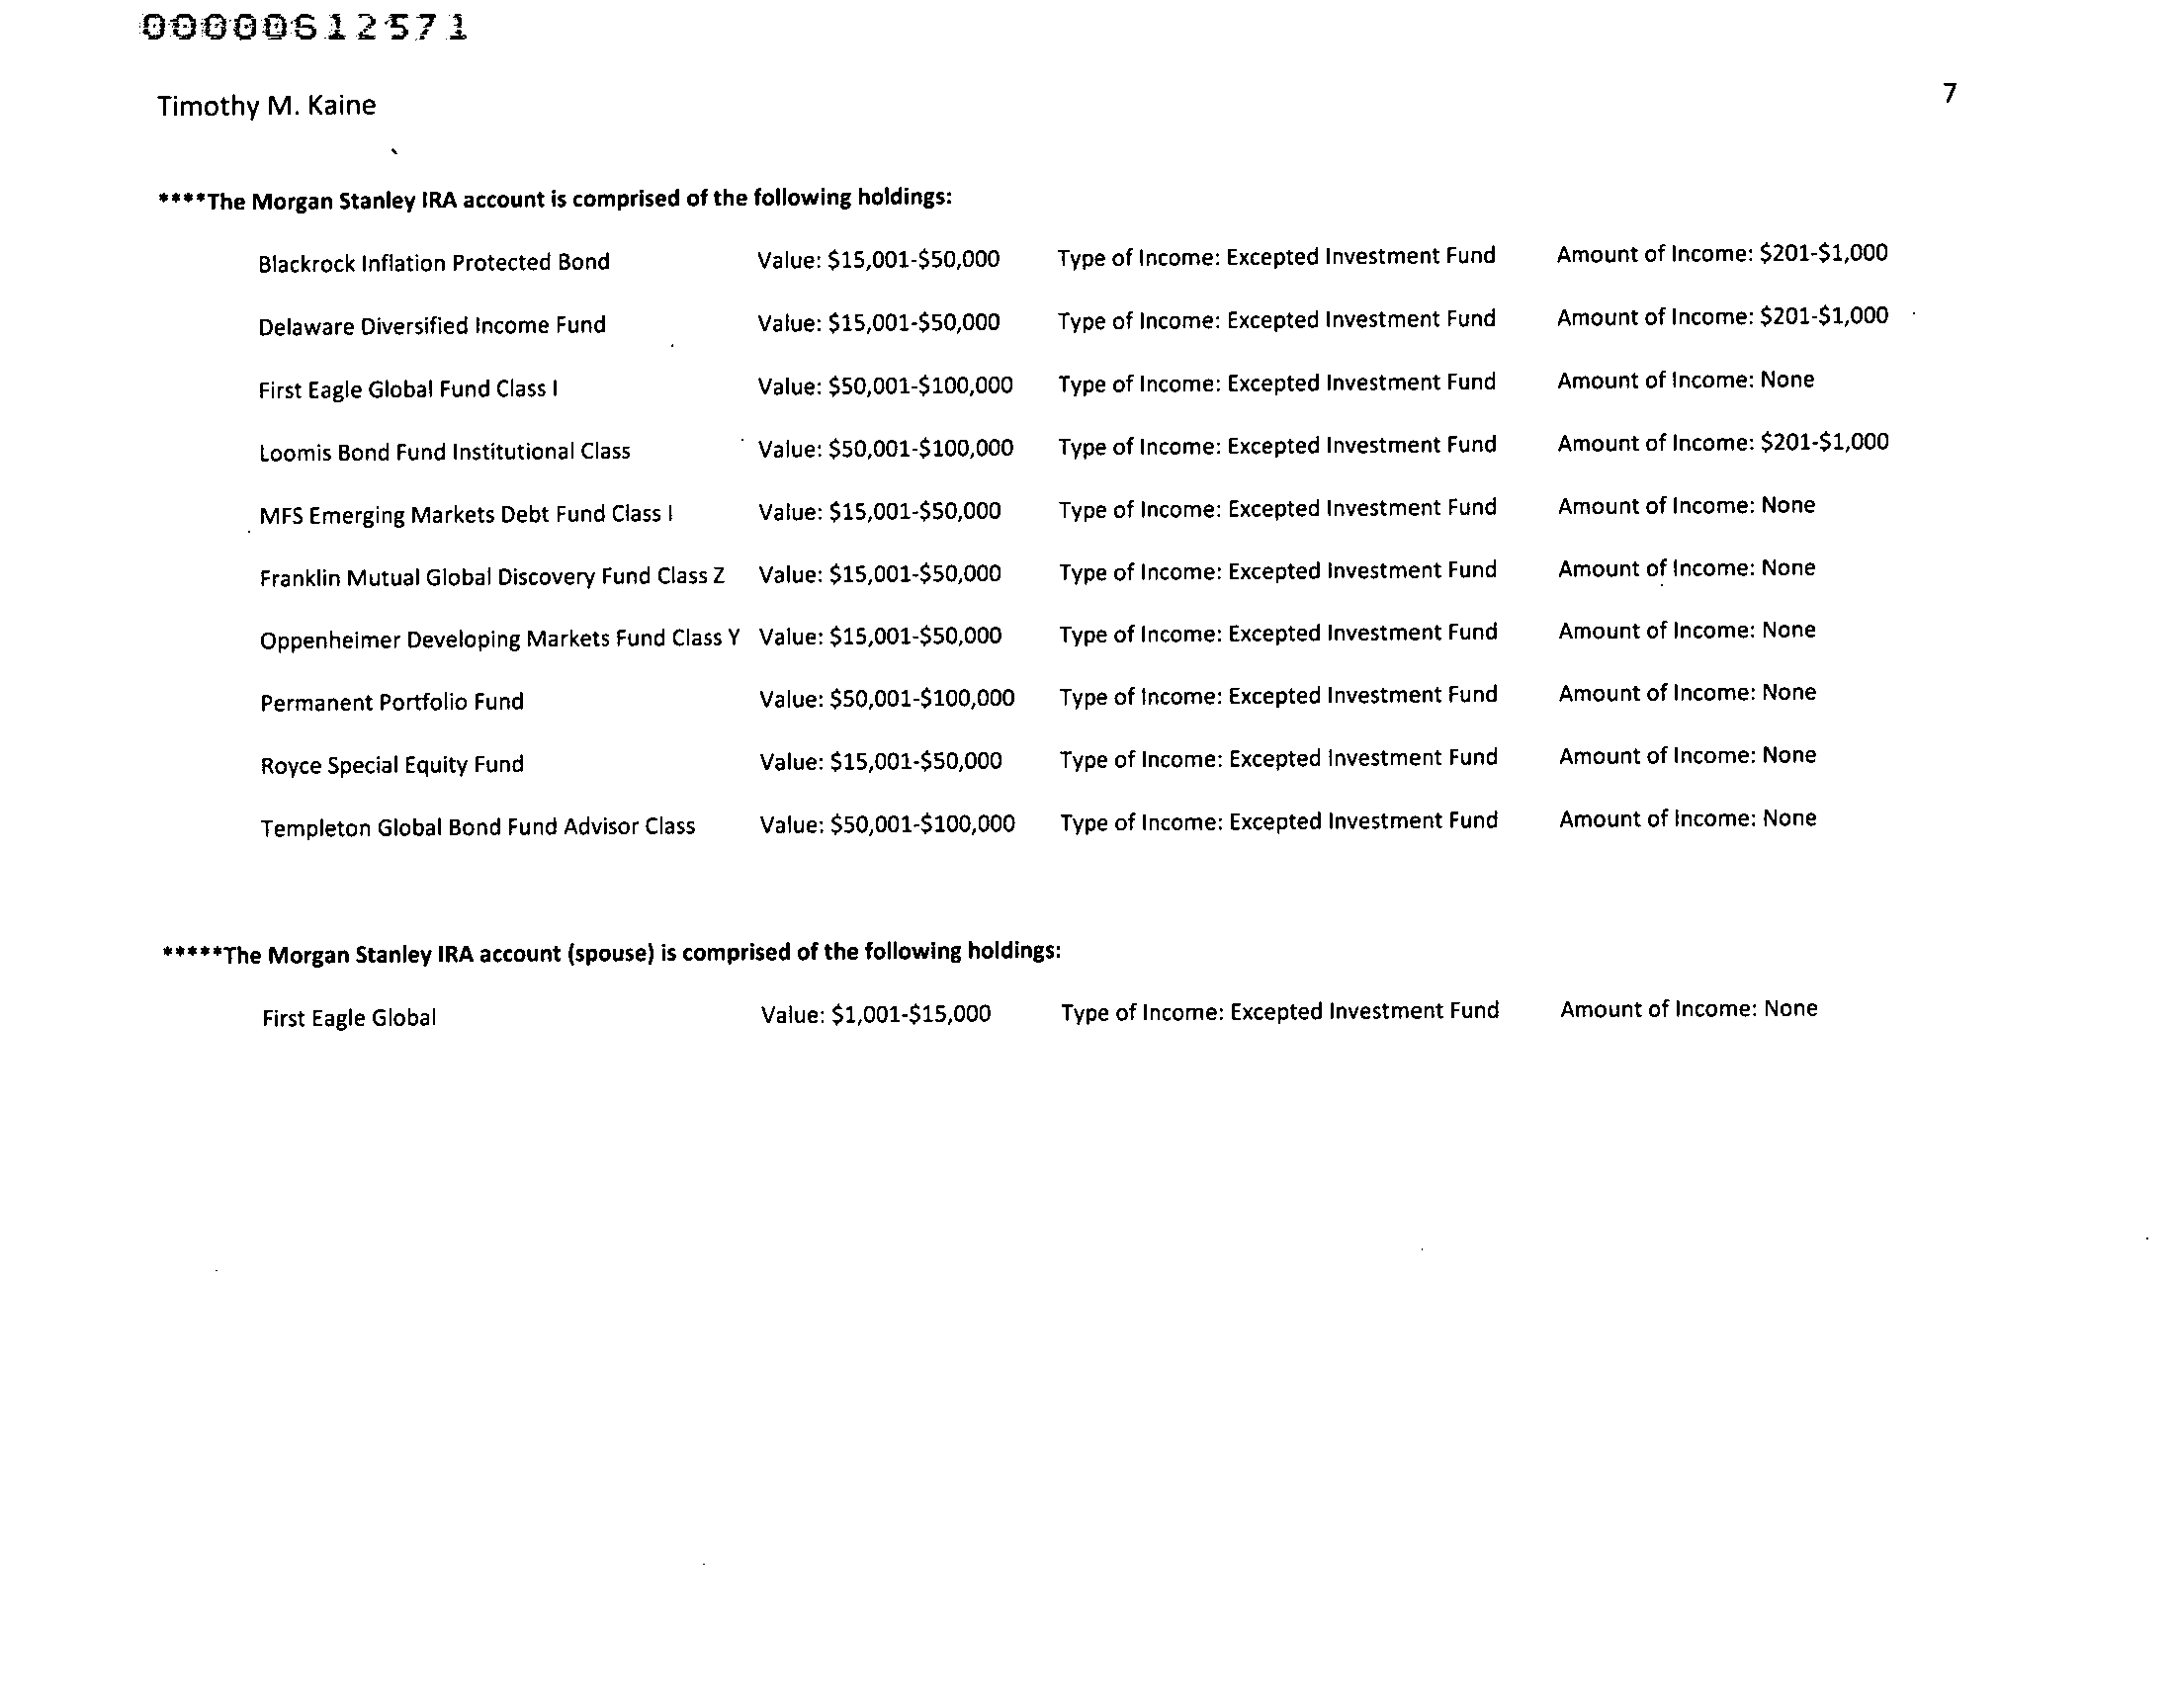 00000612571
Timothy M. Kaine
7
****The Morgan Stanley IRA account is comprised of the following holdings:
Blackrock Inflation Protected Bond Value: $15,001-$50,000 Type of Income: Excepted Investment Fund Amount of Income: $201-$1,000
Delaware Diversified Income Fund Value: $15,001-$50,000 Type of Income: Excepted Investment Fund Amount of Income: $201-$1,000
First Eagle Global Fund Class I Value: $50,001-$100,000 Type of Income: Excepted Investment Fund Amount of Income: None
Loomis Bond Fund Institutional Class Value: $50,001-$100,000 Type of Income: Excepted Investment Fund Amount of Income: $201-$1,000
MFS Emerging Markets Debt Fund Class I Value: $15,001-$50,000 Type of Income: Excepted Investment Fund Amount of Income: None
Franklin Mutual Global Discovery Fund Class Z Value: $15,001-$50,000 Type of Income: Excepted Investment Fund Amount of Income: None
Oppenheimer Developing Markets Fund Class Y Value: $15,001-$50,000 Type of Income: Excepted Investment Fund Amount of Income: None
Permanent Portfolio Fund Value: $50,001-$100,000 Type of Income: Excepted Investment Fund Amount of Income: None
Royce Special Equity Fund Value: $15,001-$50,000 Type of Income: Excepted Investment Fund Amount of Income: None
Templeton Global Bond Fund Advisor Class Value: $50,001-$100,000 Type of Income: Excepted Investment Fund Amount of Income: None
*****The Morgan Stanley IRA account (spouse) is comprised of the following holdings:
First Eagle Global Value: $1,001-$15,000 Type of Income: Excepted Investment Fund Amount of Income: None